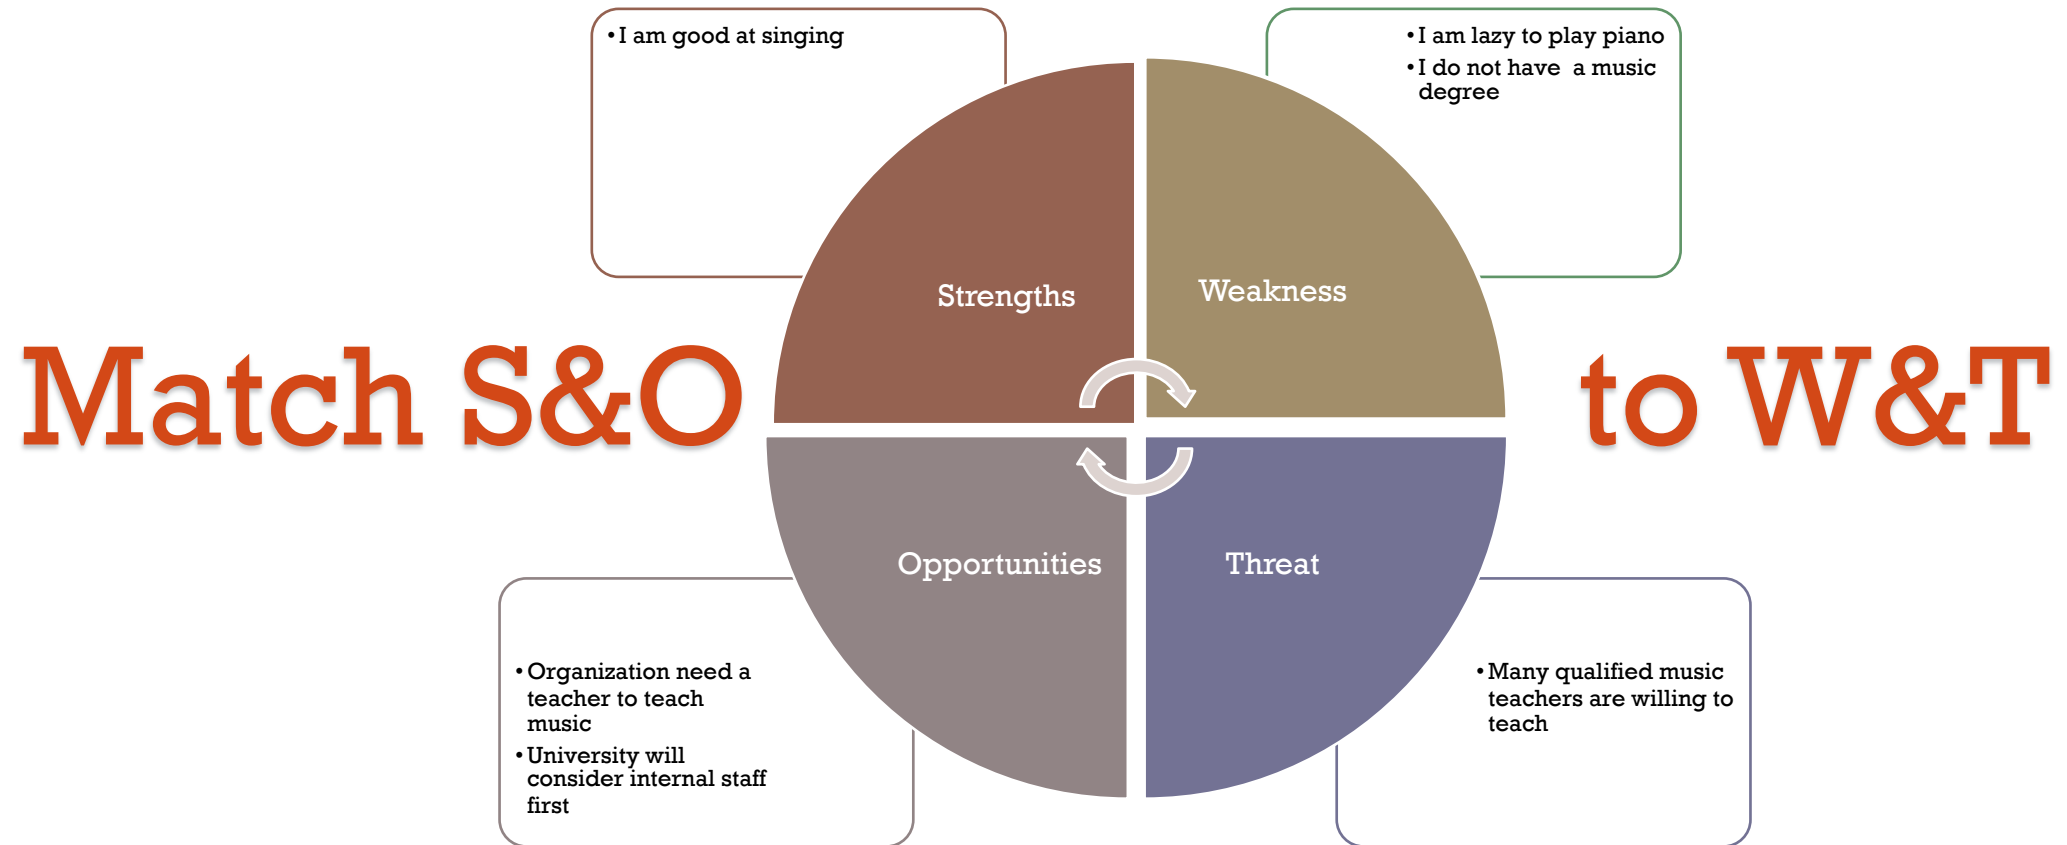 • I am good at singing
• I am lazy to play piano
• I do not have  a music
degree
Strengths
Weakness
Match S&O
to W&T
Opportunities
Threat
• Organization need a
teacher to teach
music
• University will
consider internal staff
first
• Many qualified music
teachers are willing to
teach